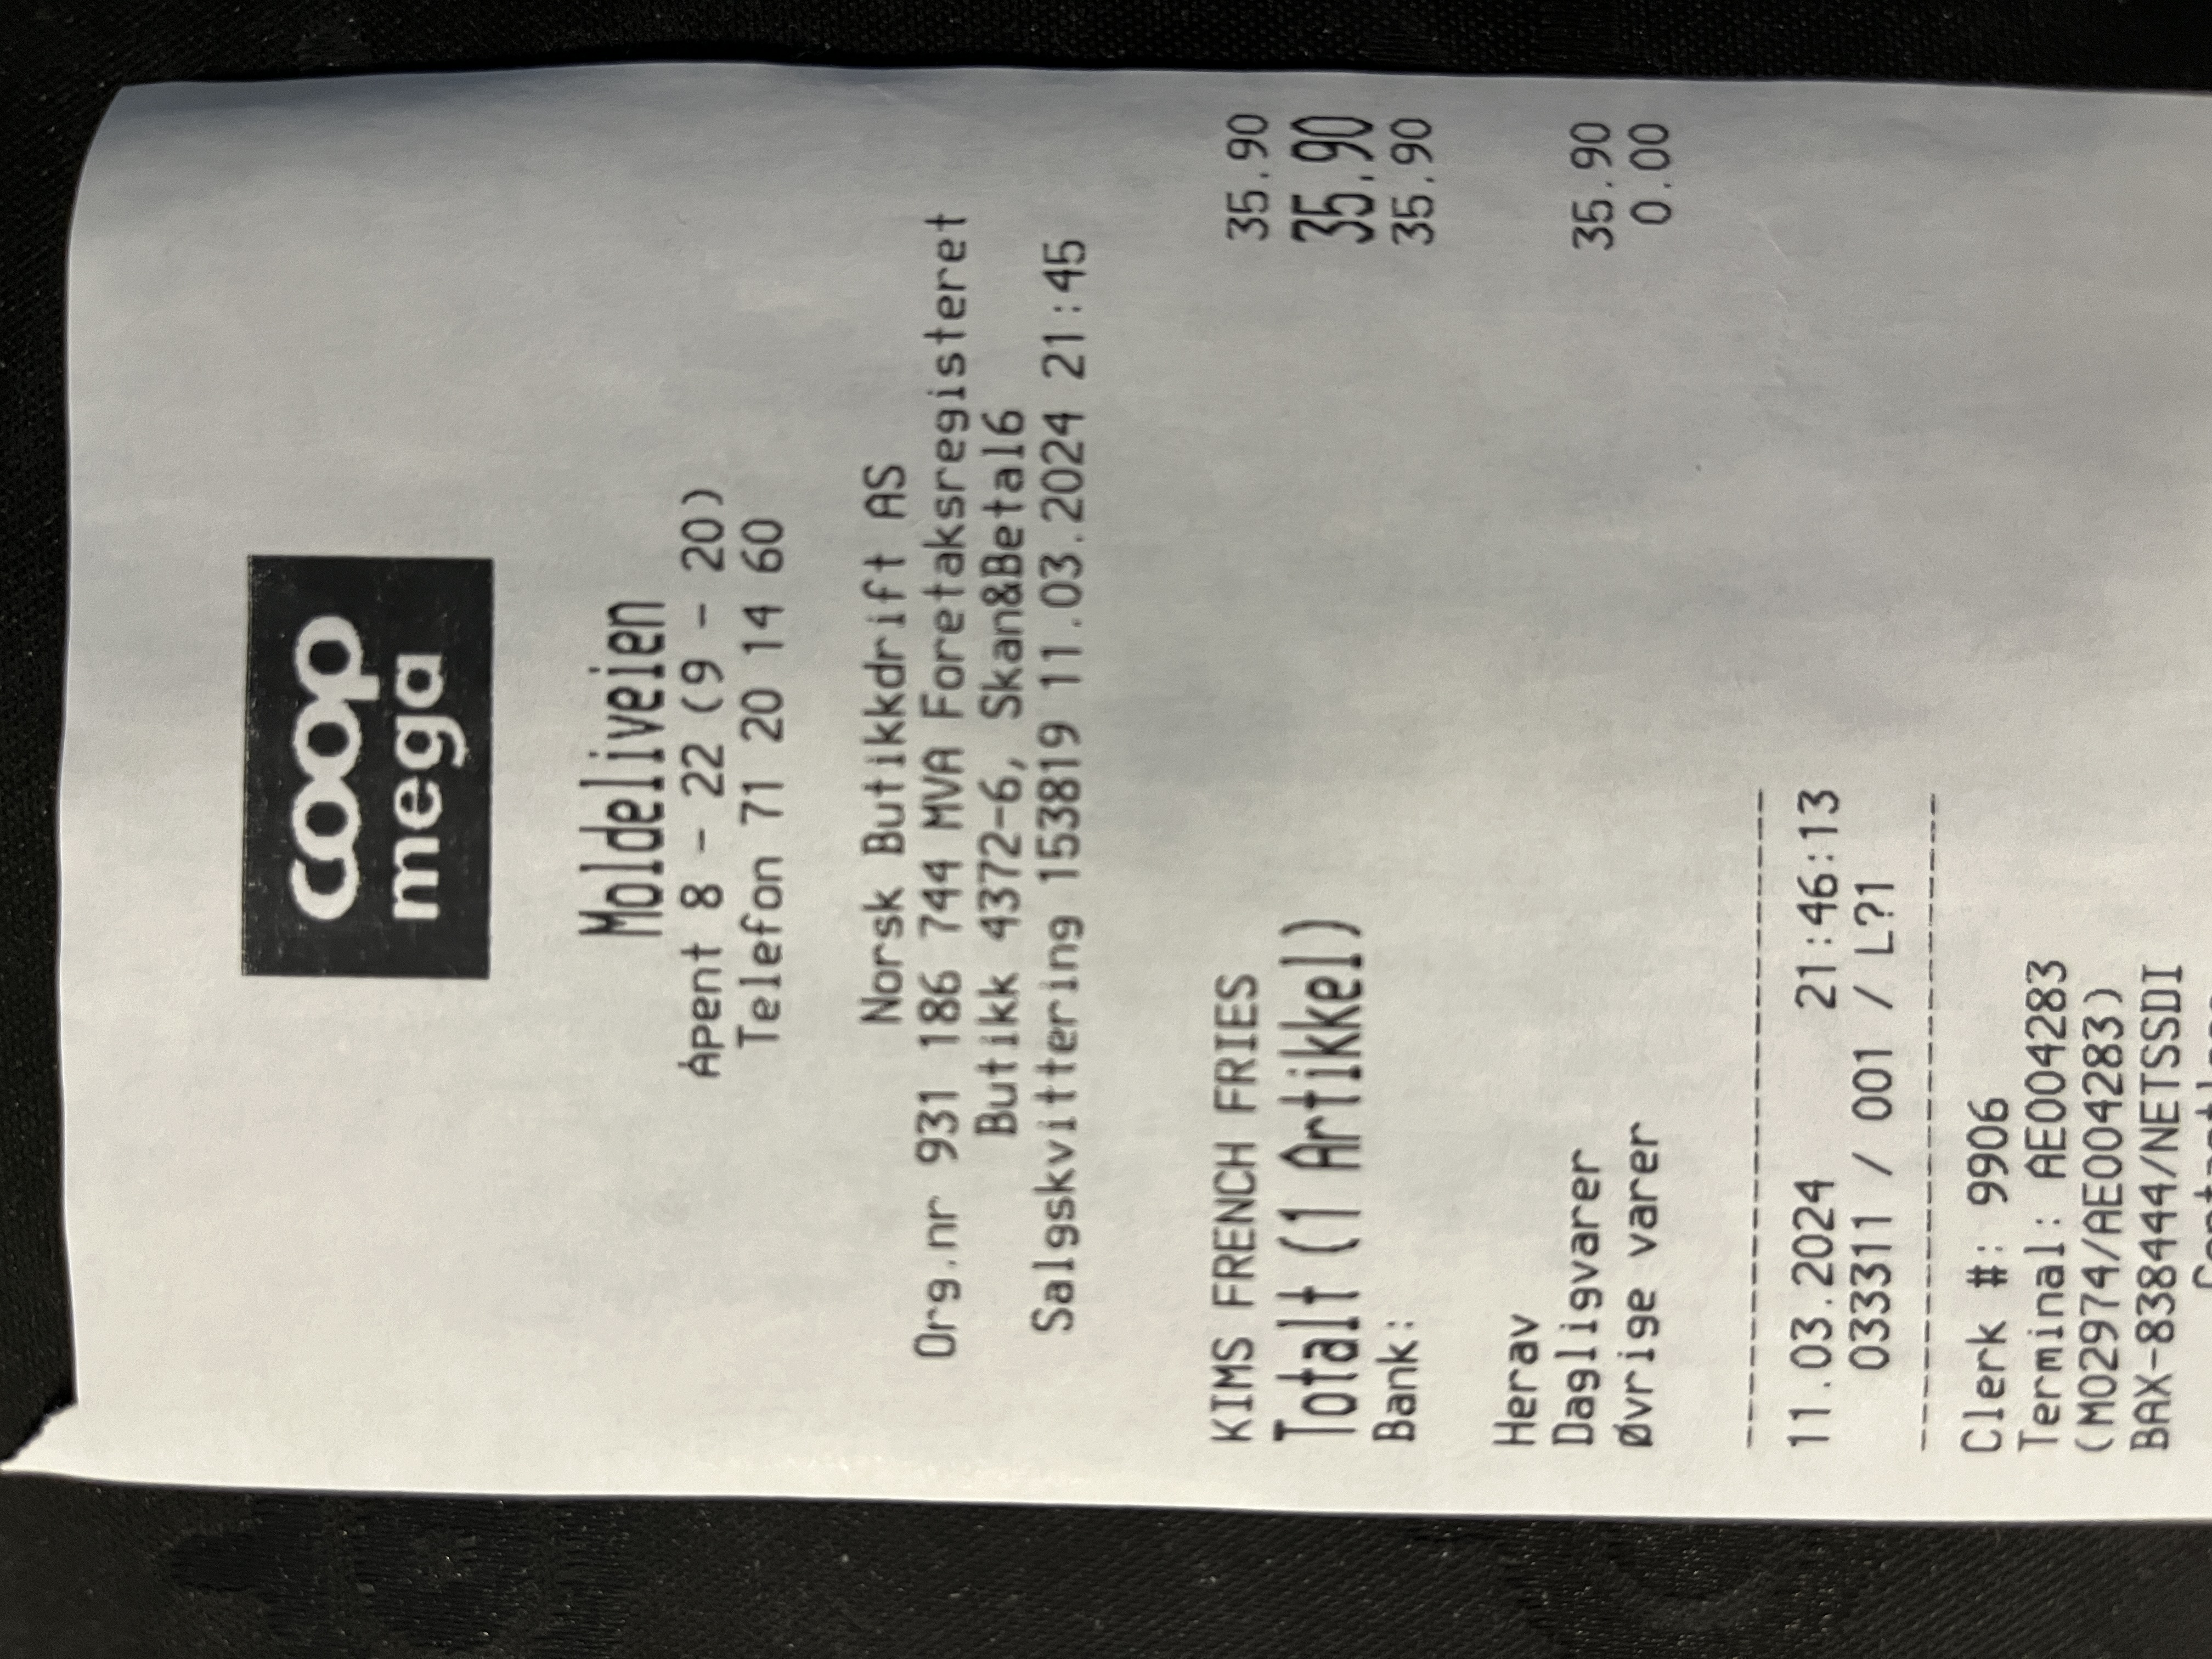 coop
mega
Moldeliveien
Åpent 8 - 22 (9 - 20)
Telefon 71 20 14 60
Norsk Butikkdrift AS
Org.nr 931 186 744 MVA Foretaksregisteret
Butikk 4372-6, Skan&Betal6
Salgskvittering 153819 11.03.2024 21:45
KIMS FRENCH FRIES 35.90
Totalt (1 Artikkel) 35.90
Bank: 35.90
Herav
Dagligvarer 35.90
Øvrige varer 0.00
------------------------
11.03.2024 21:46:13
033311 / 001 / L?1
------------------------
Clerk #: 9906
Terminal: AE004283
(M02974/AE004283)
BAX-838444/NETSSDI